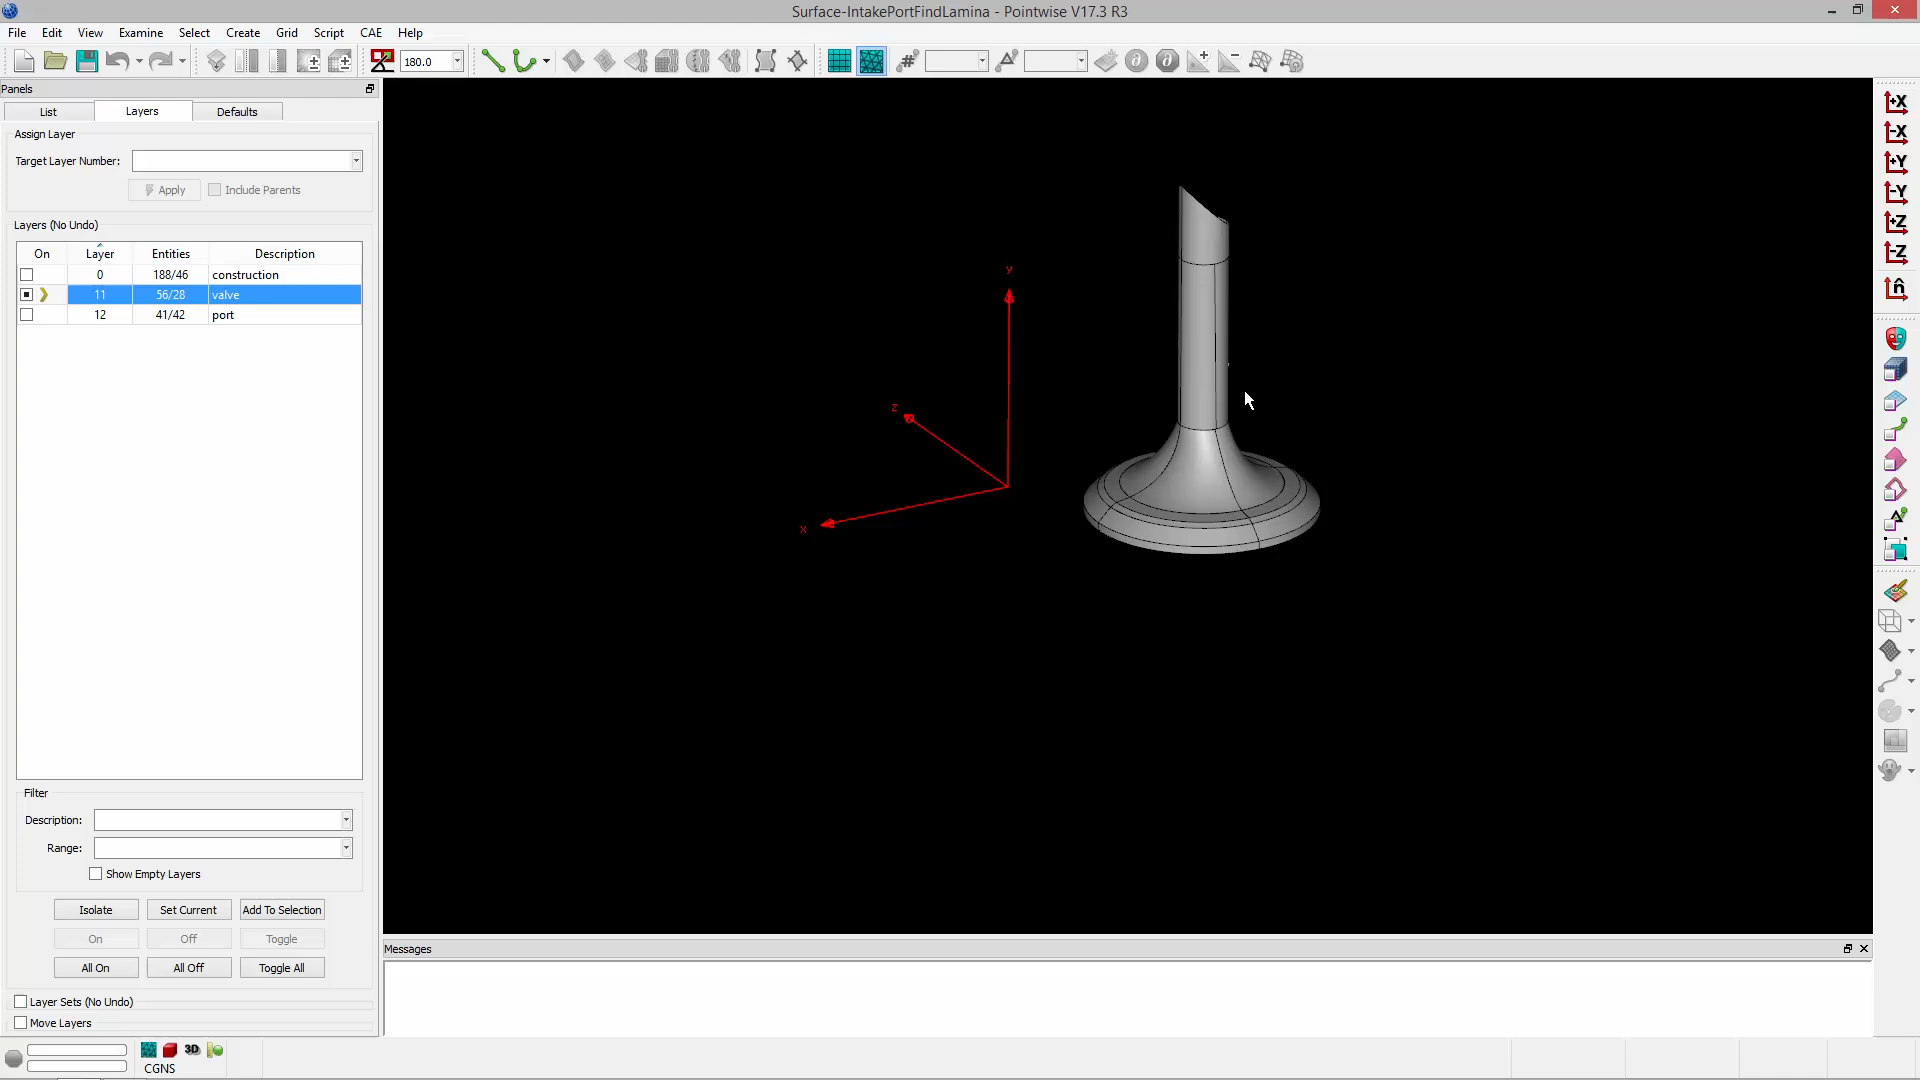 Surface-IntakePortFindLamina - Pointwise V17.3 R3
File Edit View Examine Select Create Grid Script CAE Help
180.0
Panels
List Layers Defaults
Assign Layer
Target Layer Number:
Apply Include Parents
Layers (No Undo)
On Layer Entities Description
0 188/46 construction
11 56/28 valve
12 41/42 port
y
z
x
+X
-X
+Y
-Y
+Z
-Z
n̂
Filter
Description:
Range:
Show Empty Layers
Isolate Set Current Add To Selection
On Off Toggle
All On All Off Toggle All
Layer Sets (No Undo)
Move Layers
Messages
3D
CGNS